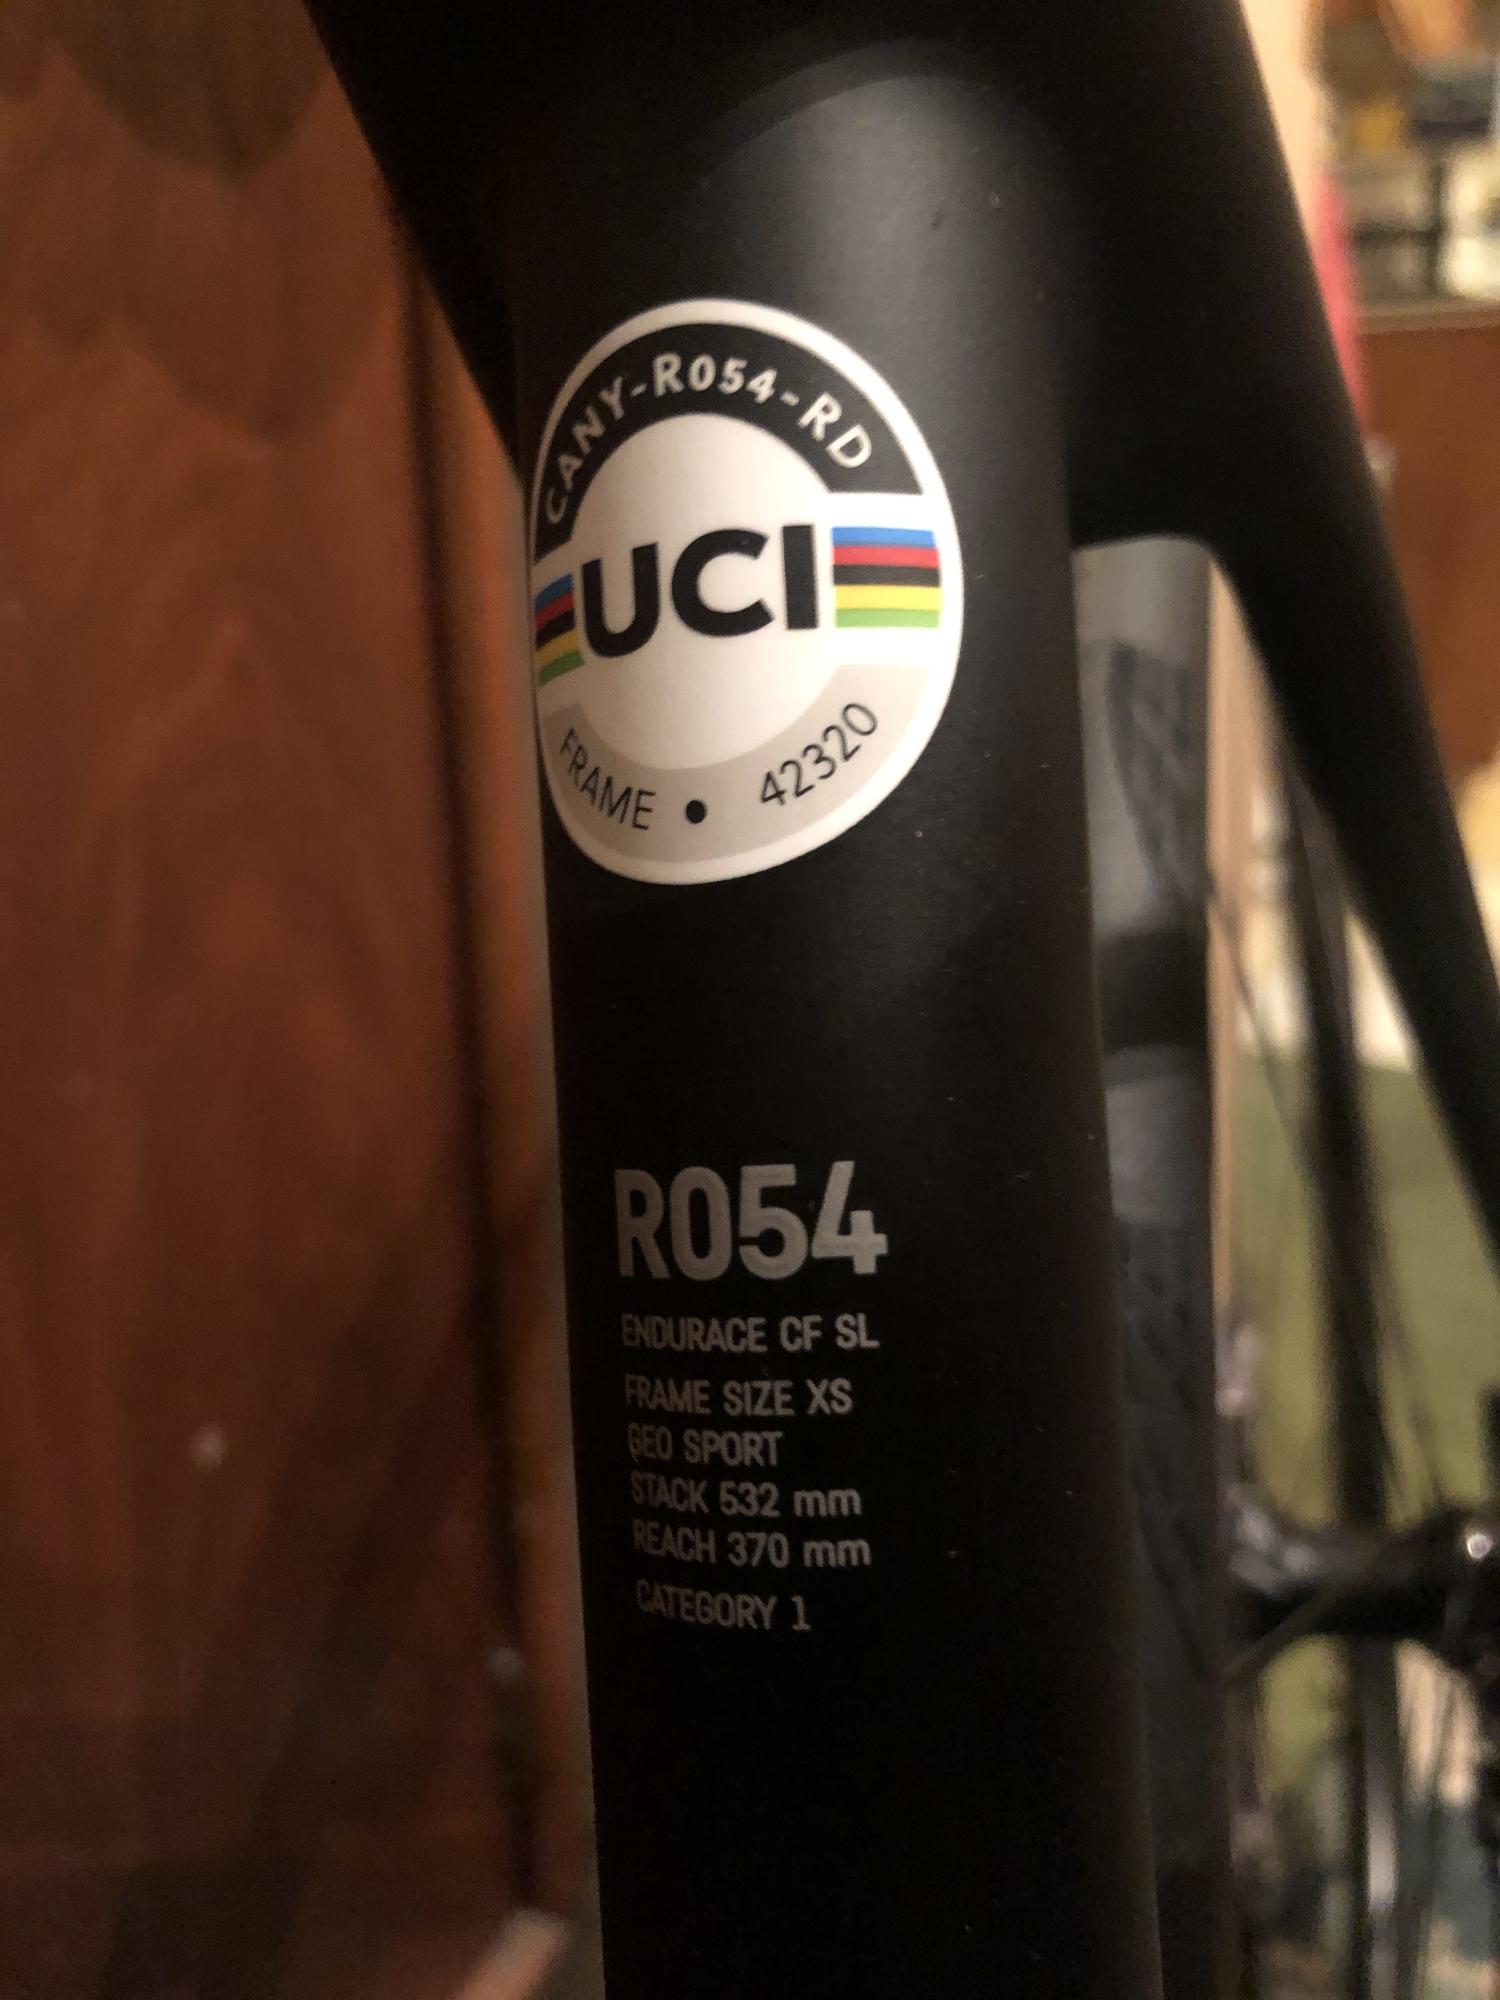 CANY-R054-RD
UCI
FRAME • 42320
R054
ENDURACE CF SL
FRAME SIZE XS
GEO SPORT
STACK 532 mm
REACH 370 mm
CATEGORY 1